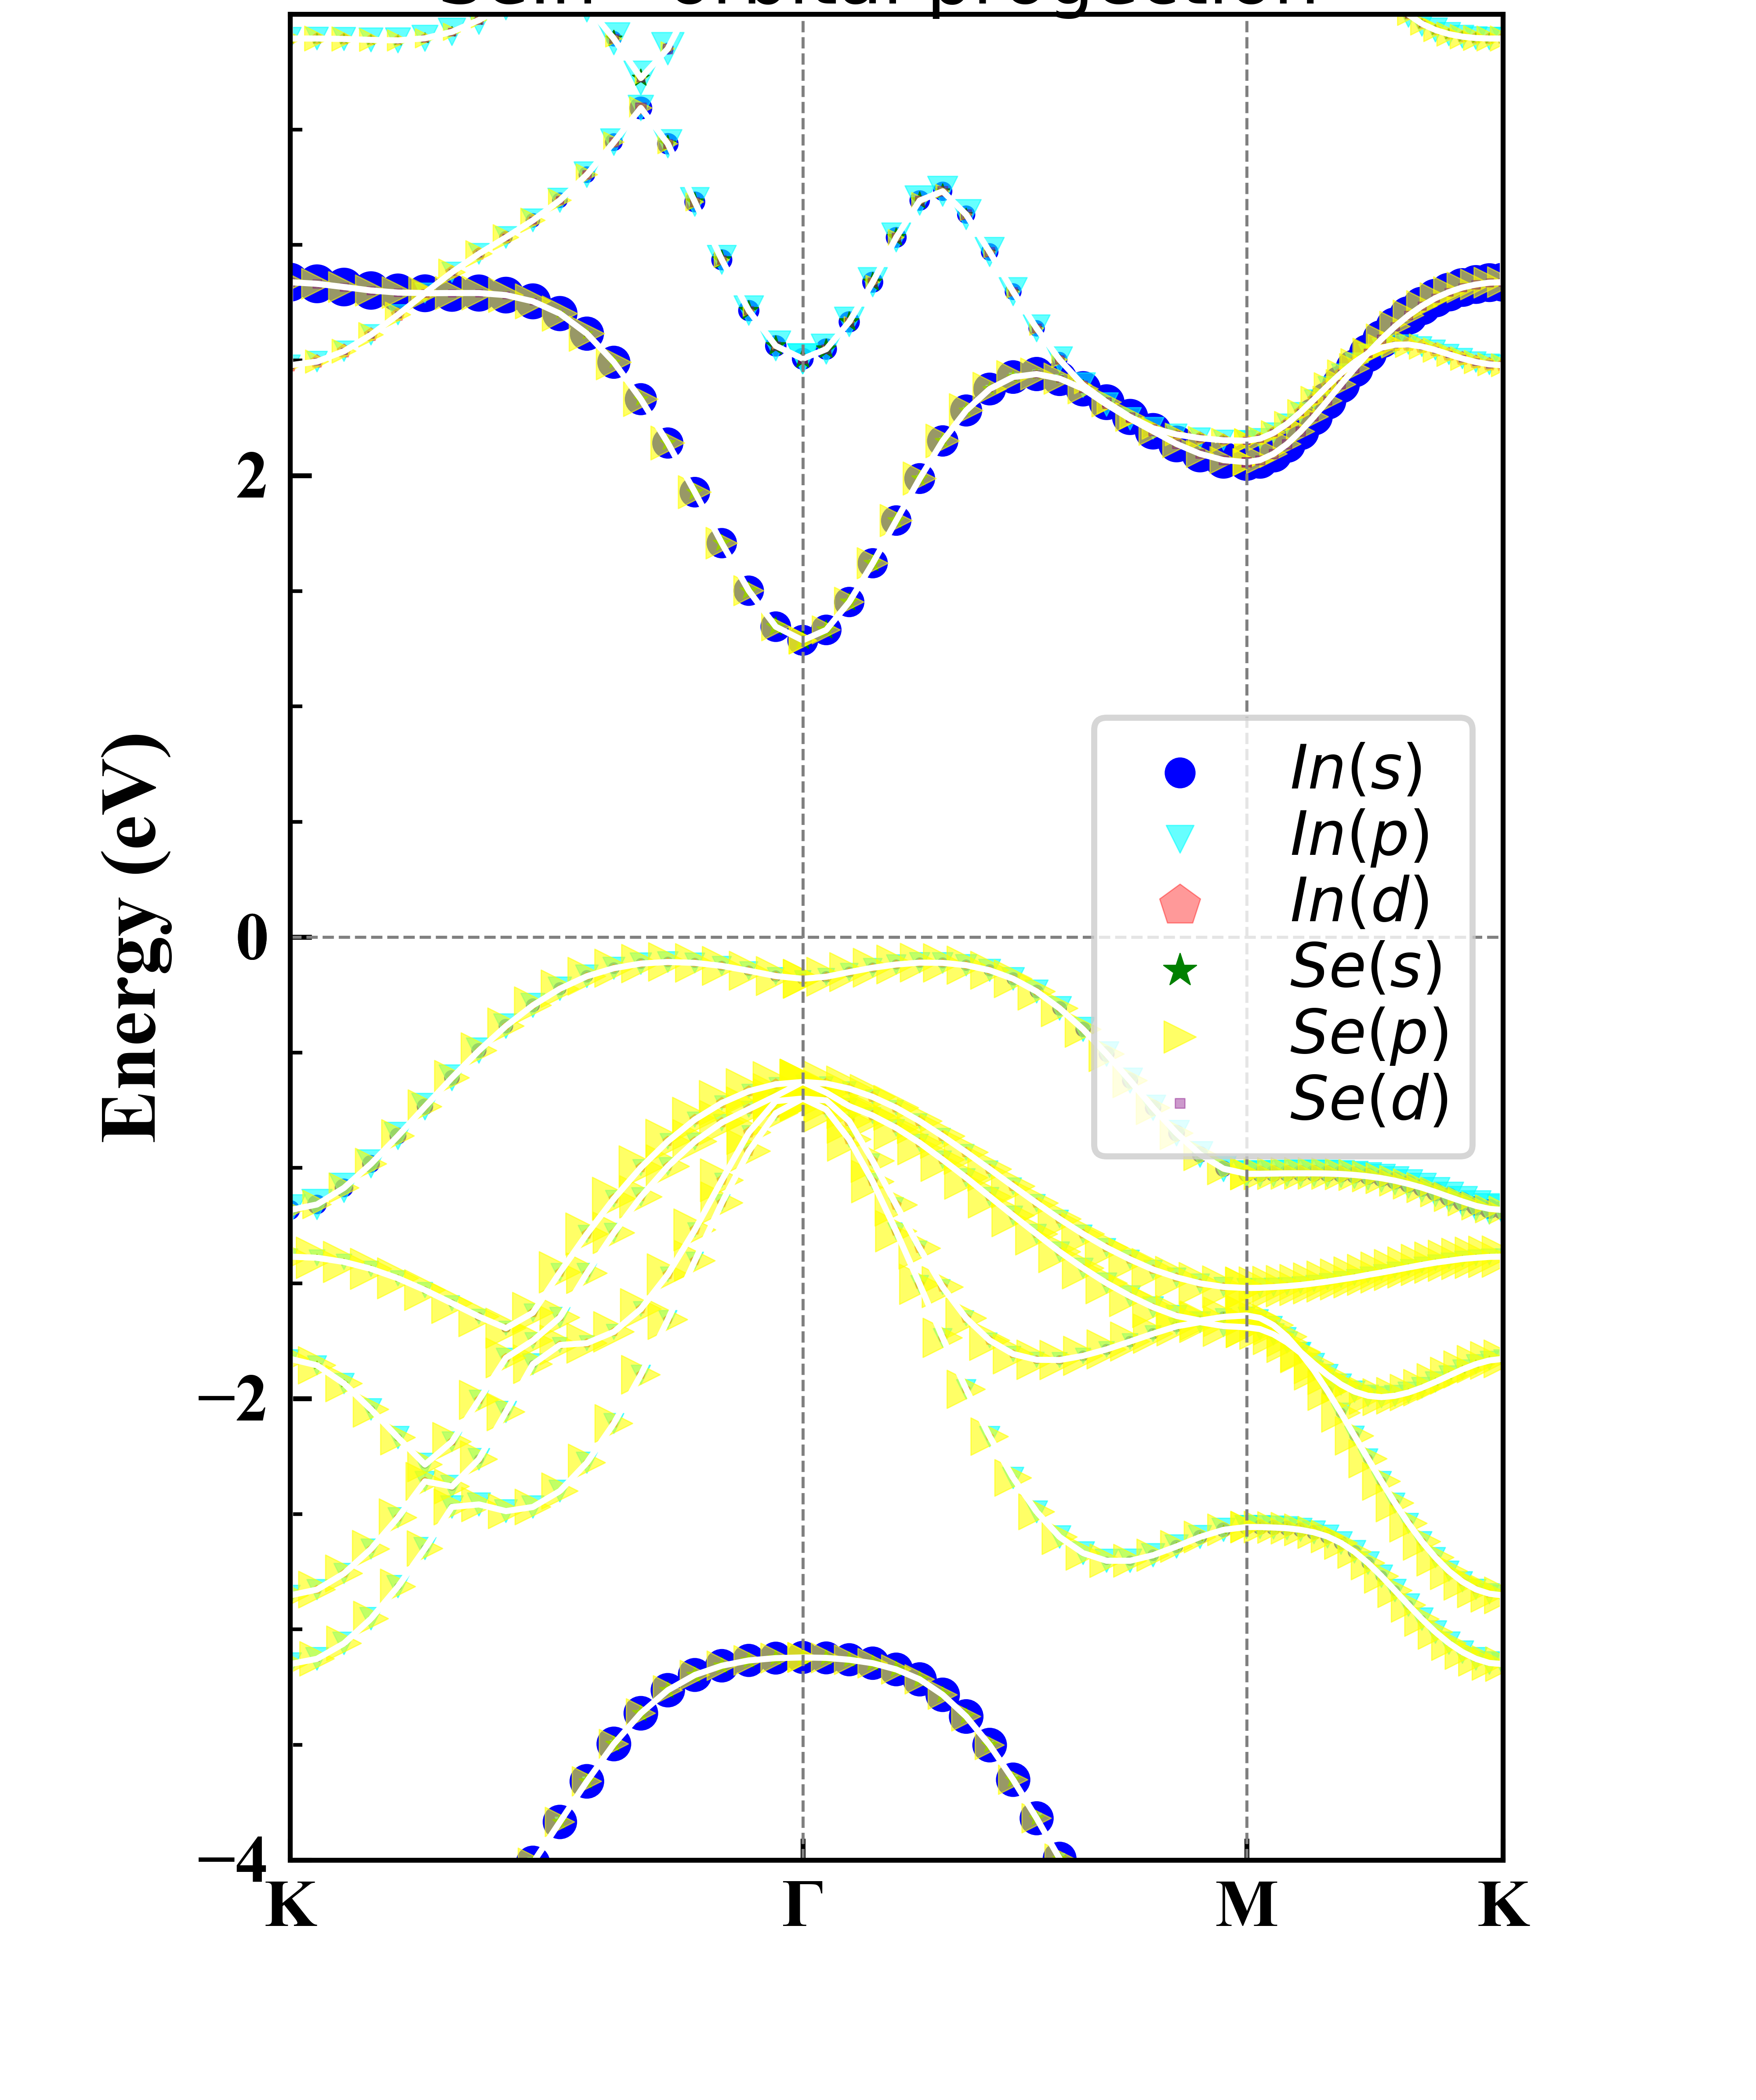 2
0
−2
−4
Energy (eV)
In(s)
In(p)
In(d)
Se(s)
Se(p)
Se(d)
K Γ M K